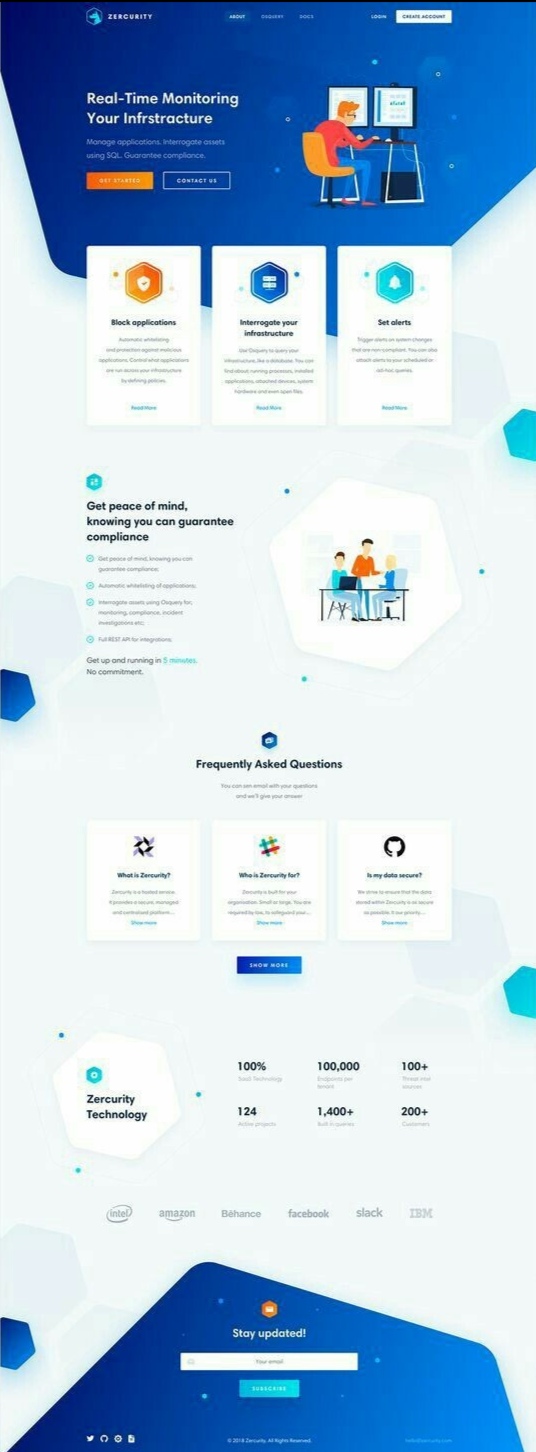 ZERCURITY
ABOUT
OSQUERY
DOCS
LOGIN
CREATE ACCOUNT
Real-Time Monitoring
Your Infrstracture
Manage applications. Interrogate assets
using SQL. Guarantee compliance.
GET STARTED
CONTACT US
Block applications
Automatic whitelisting
and protection against malicious
applications. Control what applications
are run across your infrastructure
by defining policies.
Read More
Interrogate your
infrastructure
Use Osquery to query your
infrastructure, like a database. You can
find about, running processes, installed
applications, attached devices, system
hardware and even open files.
Read More
Set alerts
Trigger alerts on system changes
that are non-compliant. You can also
attach alerts to your scheduled or
ad-hoc queries.
Read More
Get peace of mind,
knowing you can guarantee
compliance
Get peace of mind, knowing you can
guarantee compliance;
Automatic whitelisting of applications;
Interrogate assets using Osquery for;
monitoring, compliance, incident
investigations etc;
Full REST API for integrations;
Get up and running in 5 minutes.
No commitment.
Frequently Asked Questions
You can sen email with your questions
and we'll give your answer
What is Zercurity?
Zercurity is a hosted service.
It provides a secure, managed
and centralised platform...
Show more
Who is Zercurity for?
Zercurity is built for your
organisation. Small or large. You are
required by law, to safeguard your...
Show more
Is my data secure?
We strive to ensure that the data
stored within Zercurity is as secure
as possible. It our priority...
Show more
SHOW MORE
Zercurity
Technology
100%
SaaS Technology
100,000
Endpoints per
tenant
100+
Threat intel
sources
124
Active projects
1,400+
Built in queries
200+
Customers
intel
amazon
Bēhance
facebook
slack
IBM
Stay updated!
Your email
SUBSCRIBE
© 2018 Zercurity. All Rights Reserved.
hello@zercurity.com